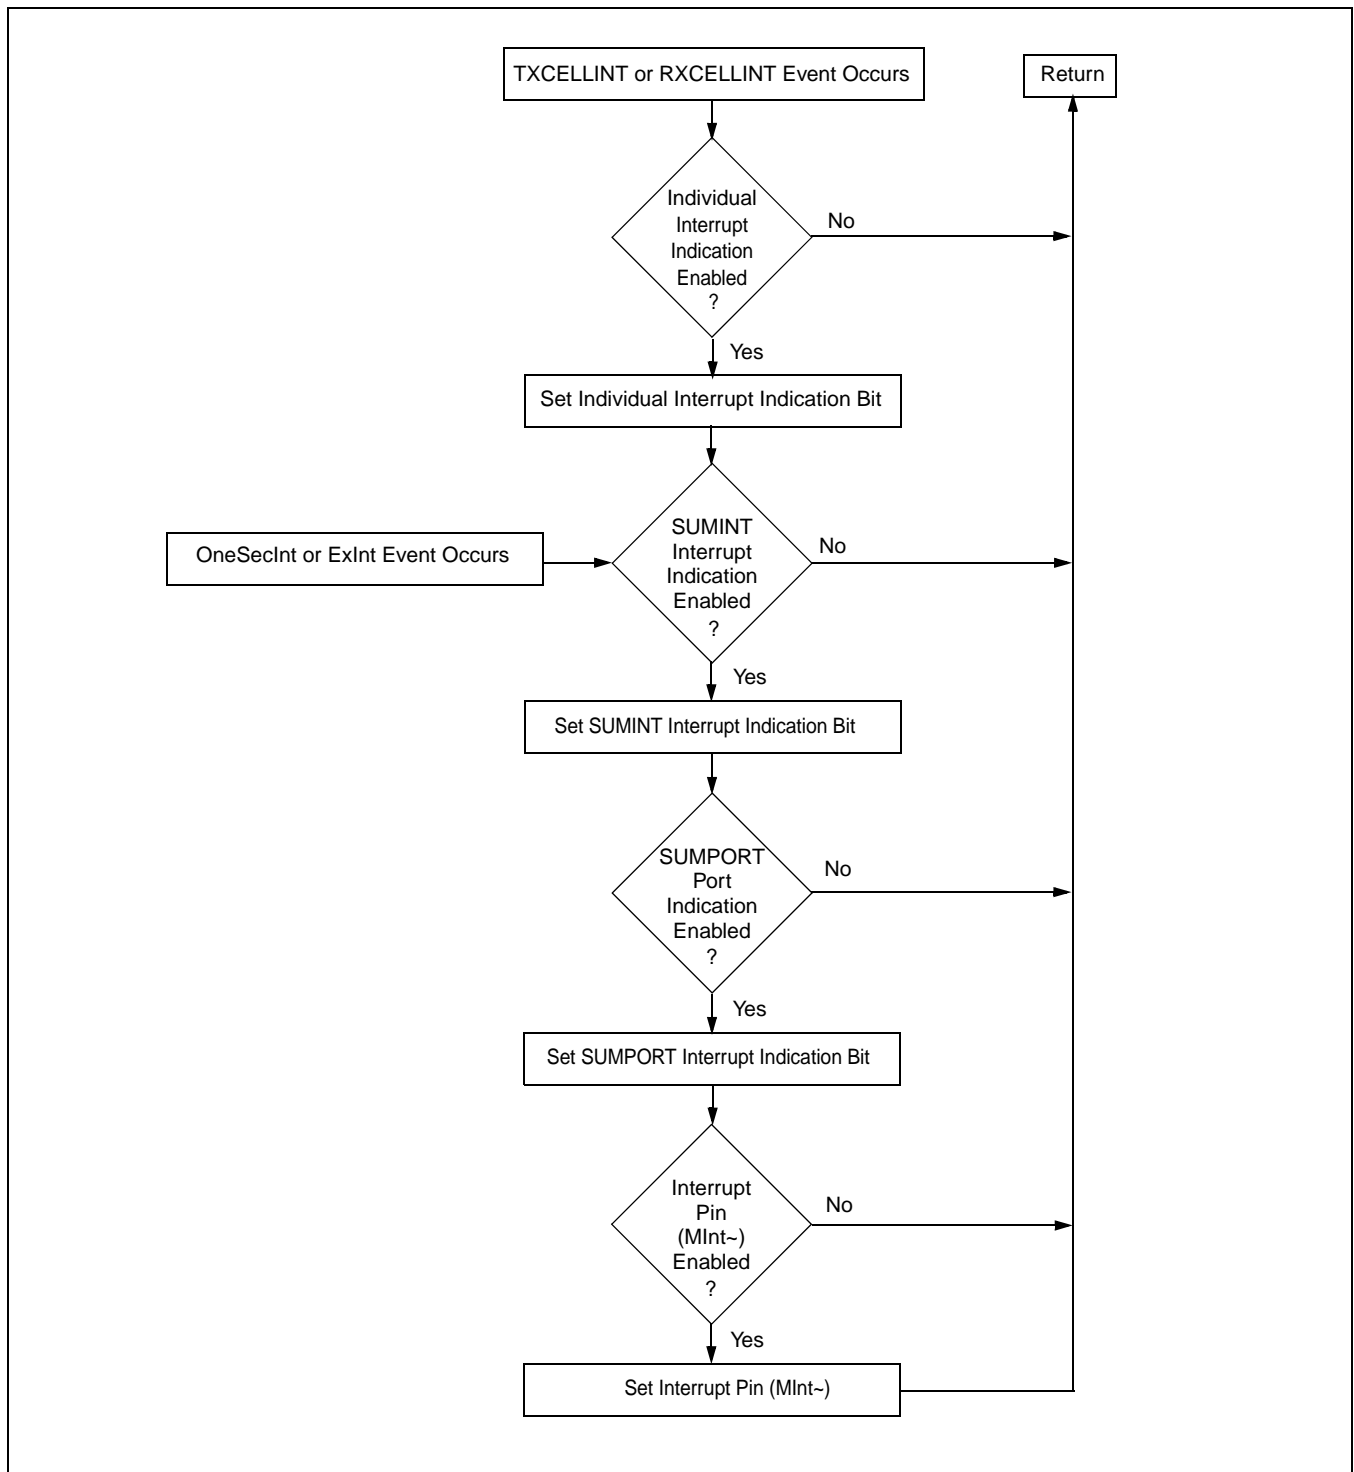 TXCELLINT or RXCELLINT Event Occurs
Return
Individual
Interrupt
Indication
Enabled
?
No
Yes
Set Individual Interrupt Indication Bit
OneSecInt or ExInt Event Occurs
SUMINT
Interrupt
Indication
Enabled
?
No
Yes
Set SUMINT Interrupt Indication Bit
SUMPORT
Port
Indication
Enabled
?
No
Yes
Set SUMPORT Interrupt Indication Bit
Interrupt
Pin
(MInt~)
Enabled
?
No
Yes
Set Interrupt Pin (MInt~)